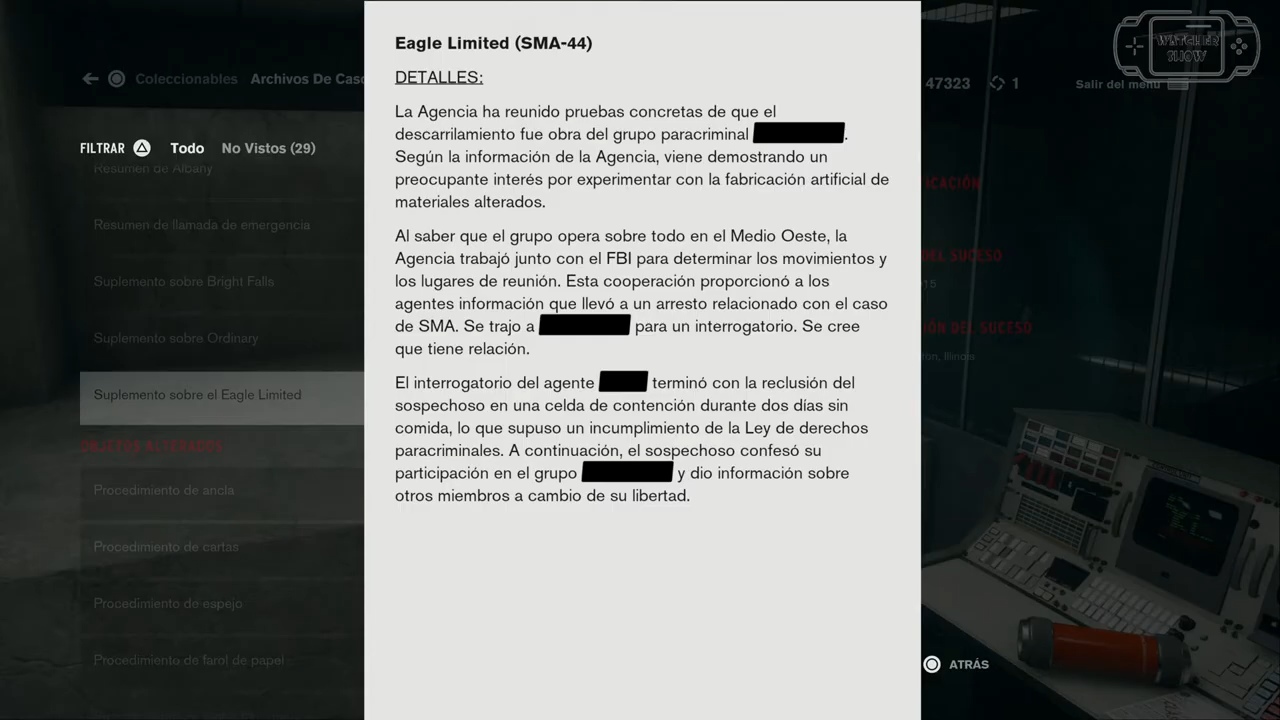 Eagle Limited (SMA-44)
DETALLES:
La Agencia ha reunido pruebas concretas de que el
descarrilamiento fue obra del grupo paracriminal .
Según la información de la Agencia, viene demostrando un
preocupante interés por experimentar con la fabricación artificial de
materiales alterados.
Al saber que el grupo opera sobre todo en el Medio Oeste, la
Agencia trabajó junto con el FBI para determinar los movimientos y
los lugares de reunión. Esta cooperación proporcionó a los
agentes información que llevó a un arresto relacionado con el caso
de SMA. Se trajo a para un interrogatorio. Se cree
que tiene relación.
El interrogatorio del agente terminó con la reclusión del
sospechoso en una celda de contención durante dos días sin
comida, lo que supuso un incumplimiento de la Ley de derechos
paracriminales. A continuación, el sospechoso confesó su
participación en el grupo y dio información sobre
otros miembros a cambio de su libertad.
Coleccionables Archivos De Caso
FILTRAR Todo No Vistos (29)
Resumen de Albany
Resumen de llamada de emergencia
Suplemento sobre Bright Falls
Suplemento sobre Ordinary
Suplemento sobre el Eagle Limited
OBJETOS ALTERADOS
Procedimiento de ancla
Procedimiento de cartas
Procedimiento de espejo
Procedimiento de farol de papel
WATCHER
SHOW
47323 1
Salir del menú
DEL SUCESO
15
DEL SUCESO
Illinois
ATRÁS